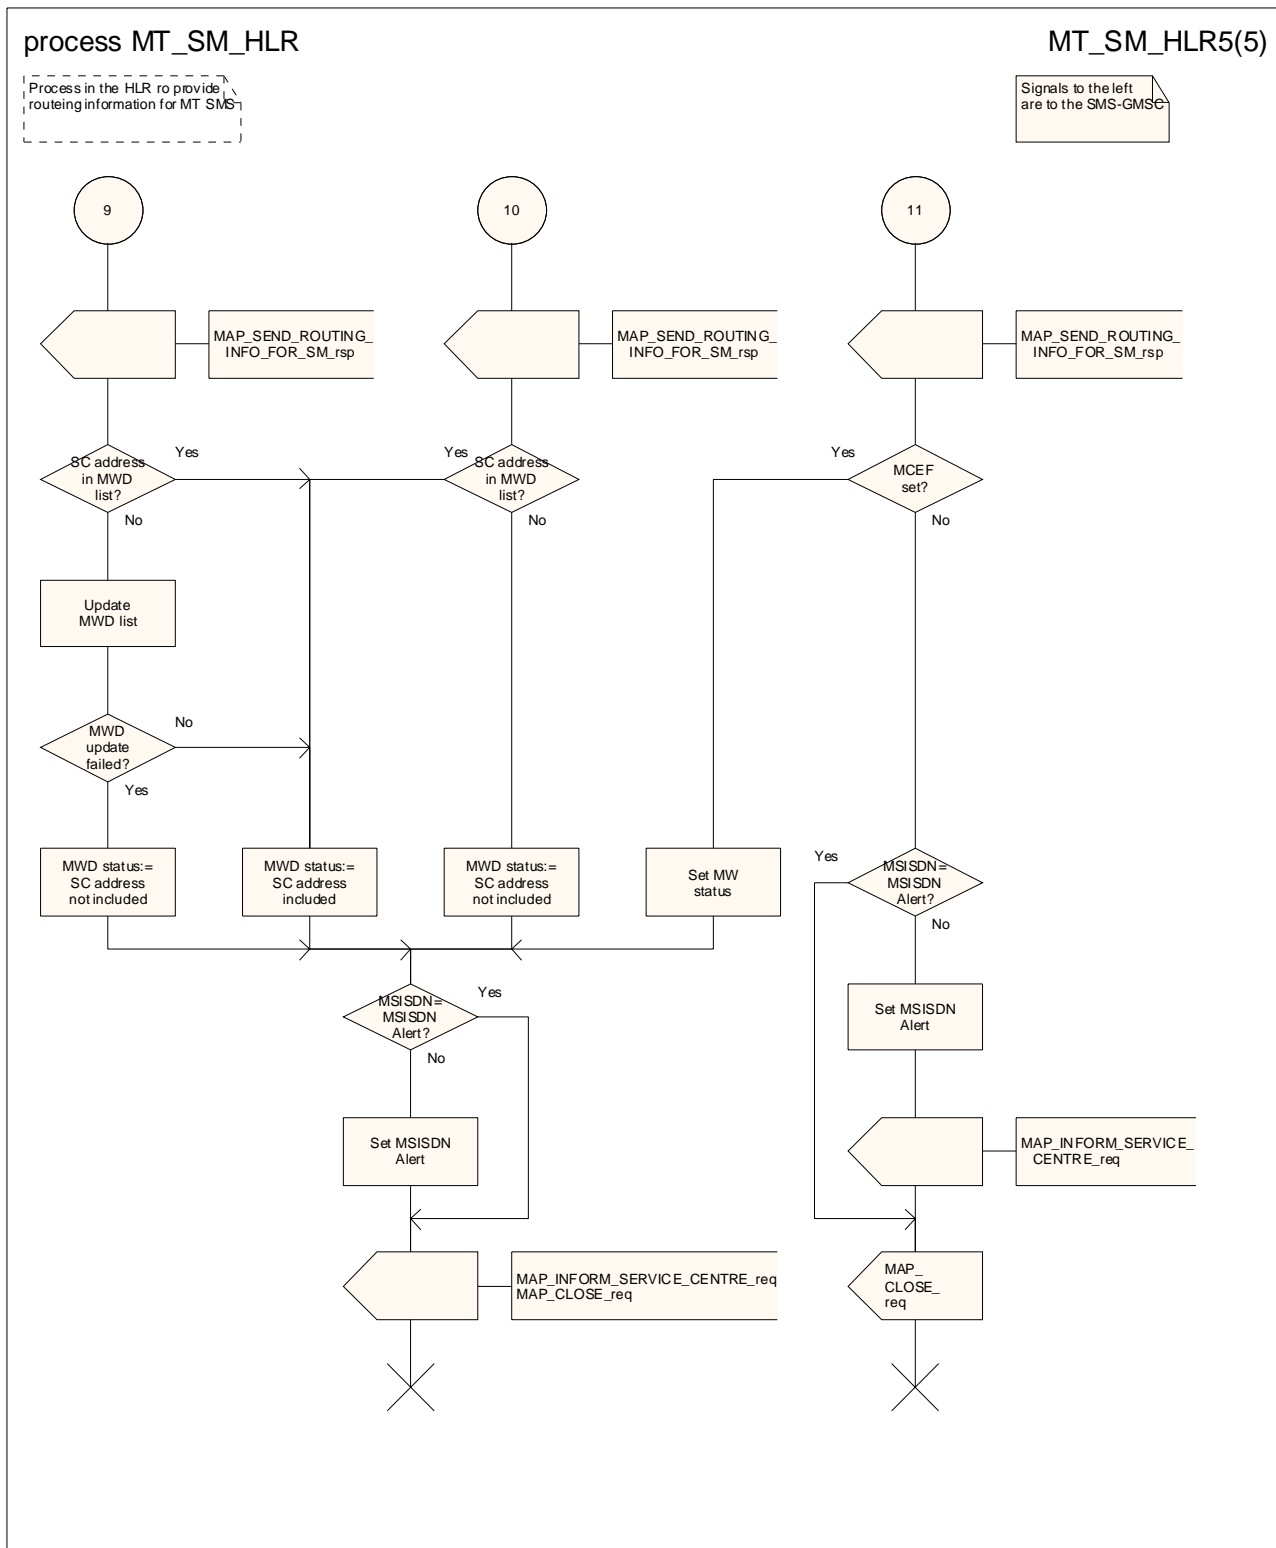 process MT_SM_HLR
MT_SM_HLR5(5)
Process in the HLR ro provide
routeing information for MT SMS
Signals to the left
are to the SMS-GMSC
9
10
11
MAP_SEND_ROUTING_
INFO_FOR_SM_rsp
MAP_SEND_ROUTING_
INFO_FOR_SM_rsp
MAP_SEND_ROUTING_
INFO_FOR_SM_rsp
SC address
in MWD
list?
Yes
No
SC address
in MWD
list?
Yes
No
MCEF
set?
Yes
No
Update
MWD list
MWD
update
failed?
No
Yes
MWD status:=
SC address
not included
MWD status:=
SC address
included
MWD status:=
SC address
not included
Set MW
status
Yes
MSISDN=
MSISDN
Alert?
No
MSISDN=
MSISDN
Alert?
Yes
No
Set MSISDN
Alert
Set MSISDN
Alert
MAP_INFORM_SERVICE_
CENTRE_req
MAP_INFORM_SERVICE_CENTRE_req
MAP_CLOSE_req
MAP_
CLOSE_
req